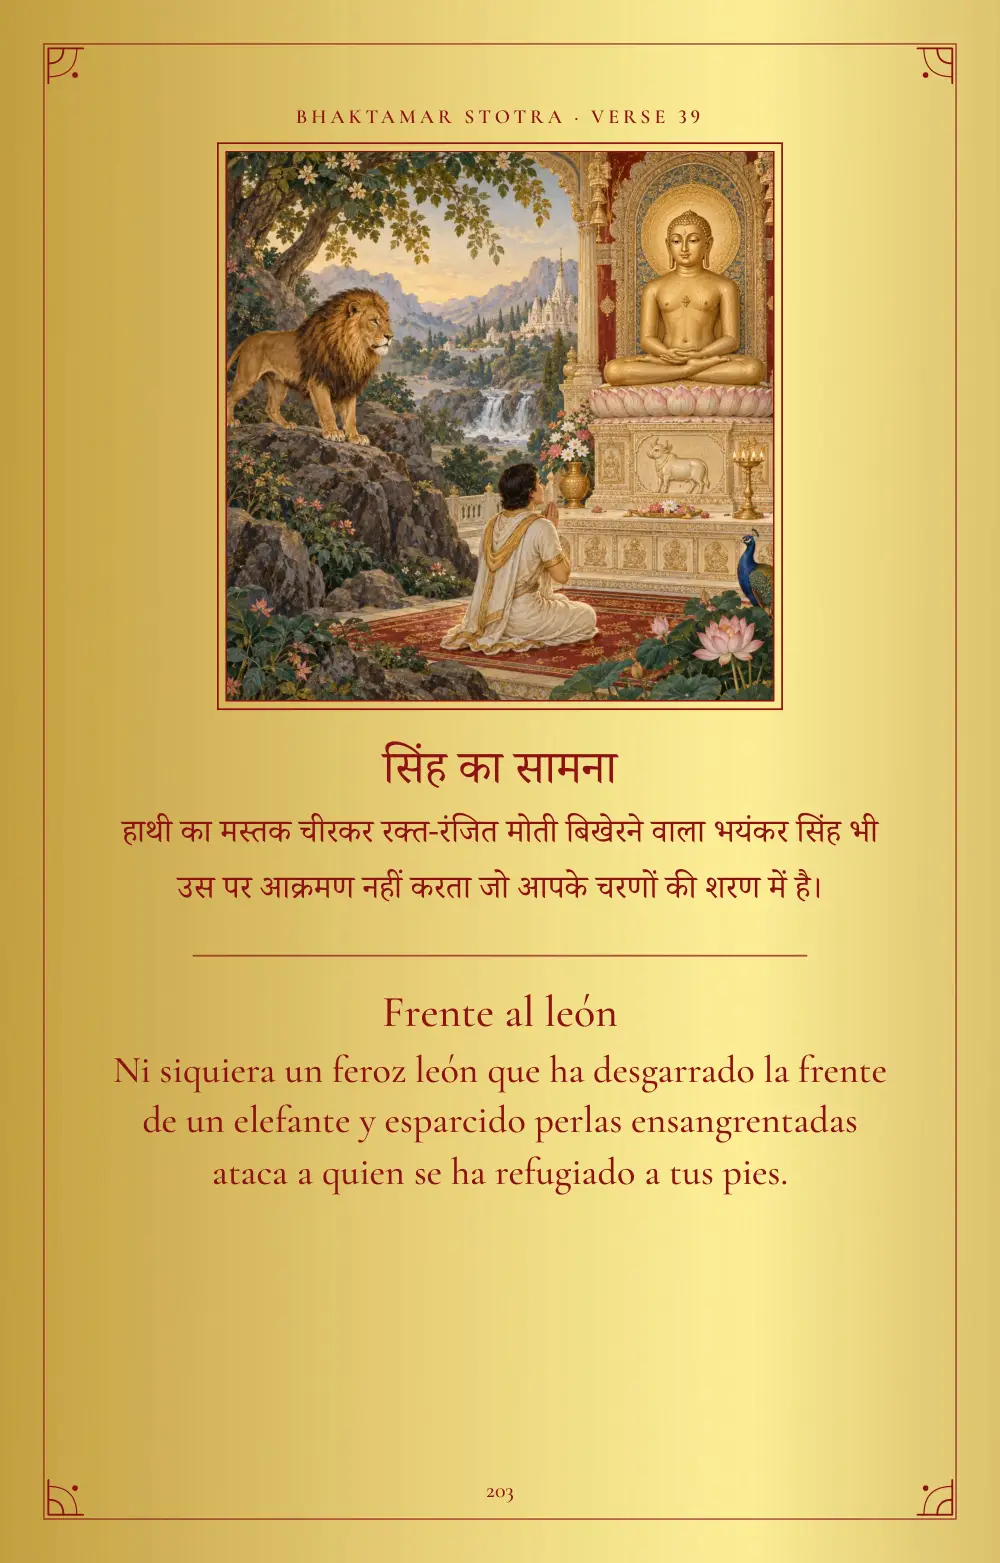 BHAKTAMAR STOTRA · VERSE 39
सिंह का सामना
हाथी का मस्तक चीरकर रक्त-रंजित मोती बिखेरने वाला भयंकर सिंह भी
उस पर आक्रमण नहीं करता जो आपके चरणों की शरण में है।
Frente al león
Ni siquiera un feroz león que ha desgarrado la frente
de un elefante y esparcido perlas ensangrentadas
ataca a quien se ha refugiado a tus pies.
203